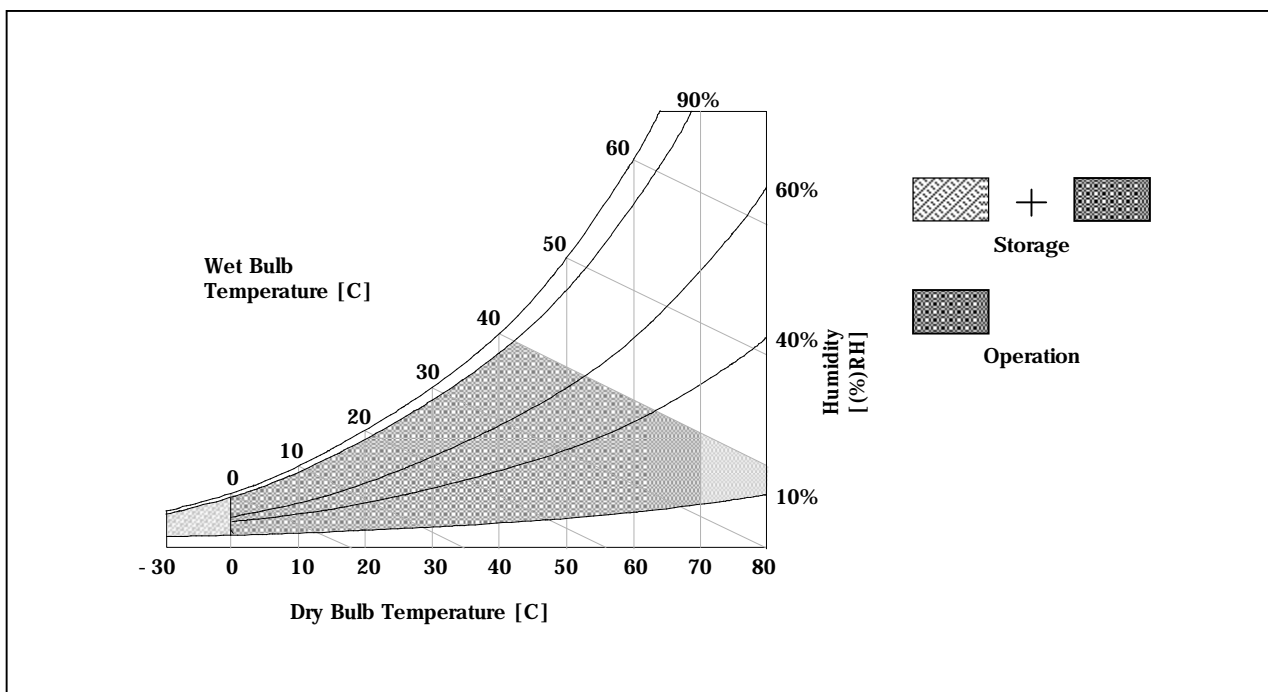 90%
60
60%
50
Wet Bulb
Temperature [C]
40
Humidity
[(%)RH]
40%
30
20
10
0
10%
- 30 0 10 20 30 40 50 60 70 80
Dry Bulb Temperature [C]
+
Storage
Operation